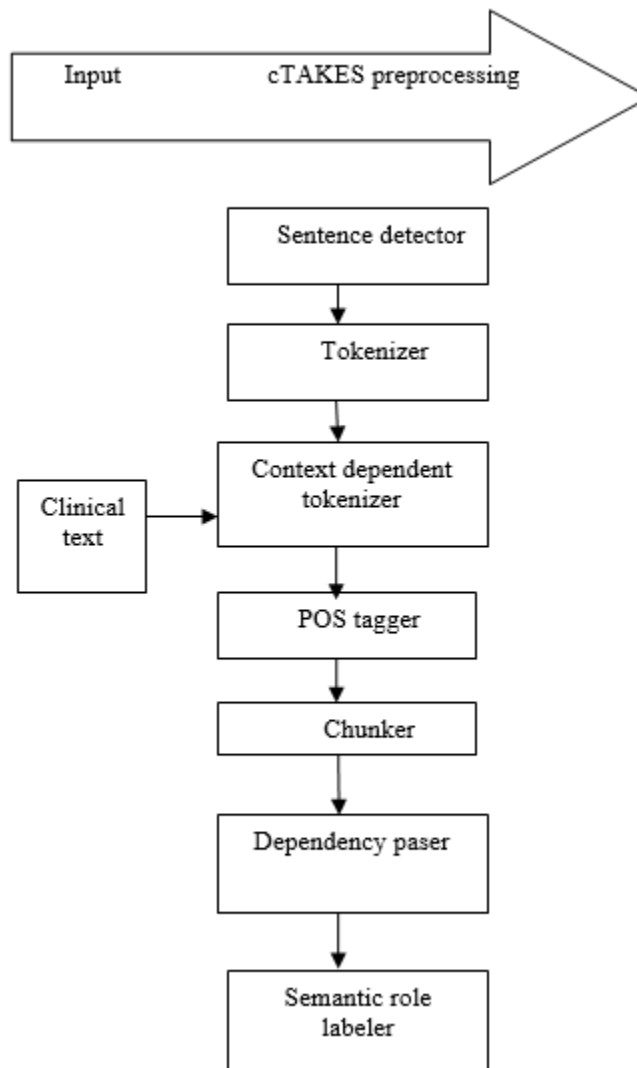 Input cTAKES preprocessing
Sentence detector
Tokenizer
Context dependent
tokenizer
Clinical
text
POS tagger
Chunker
Dependency paser
Semantic role
labeler